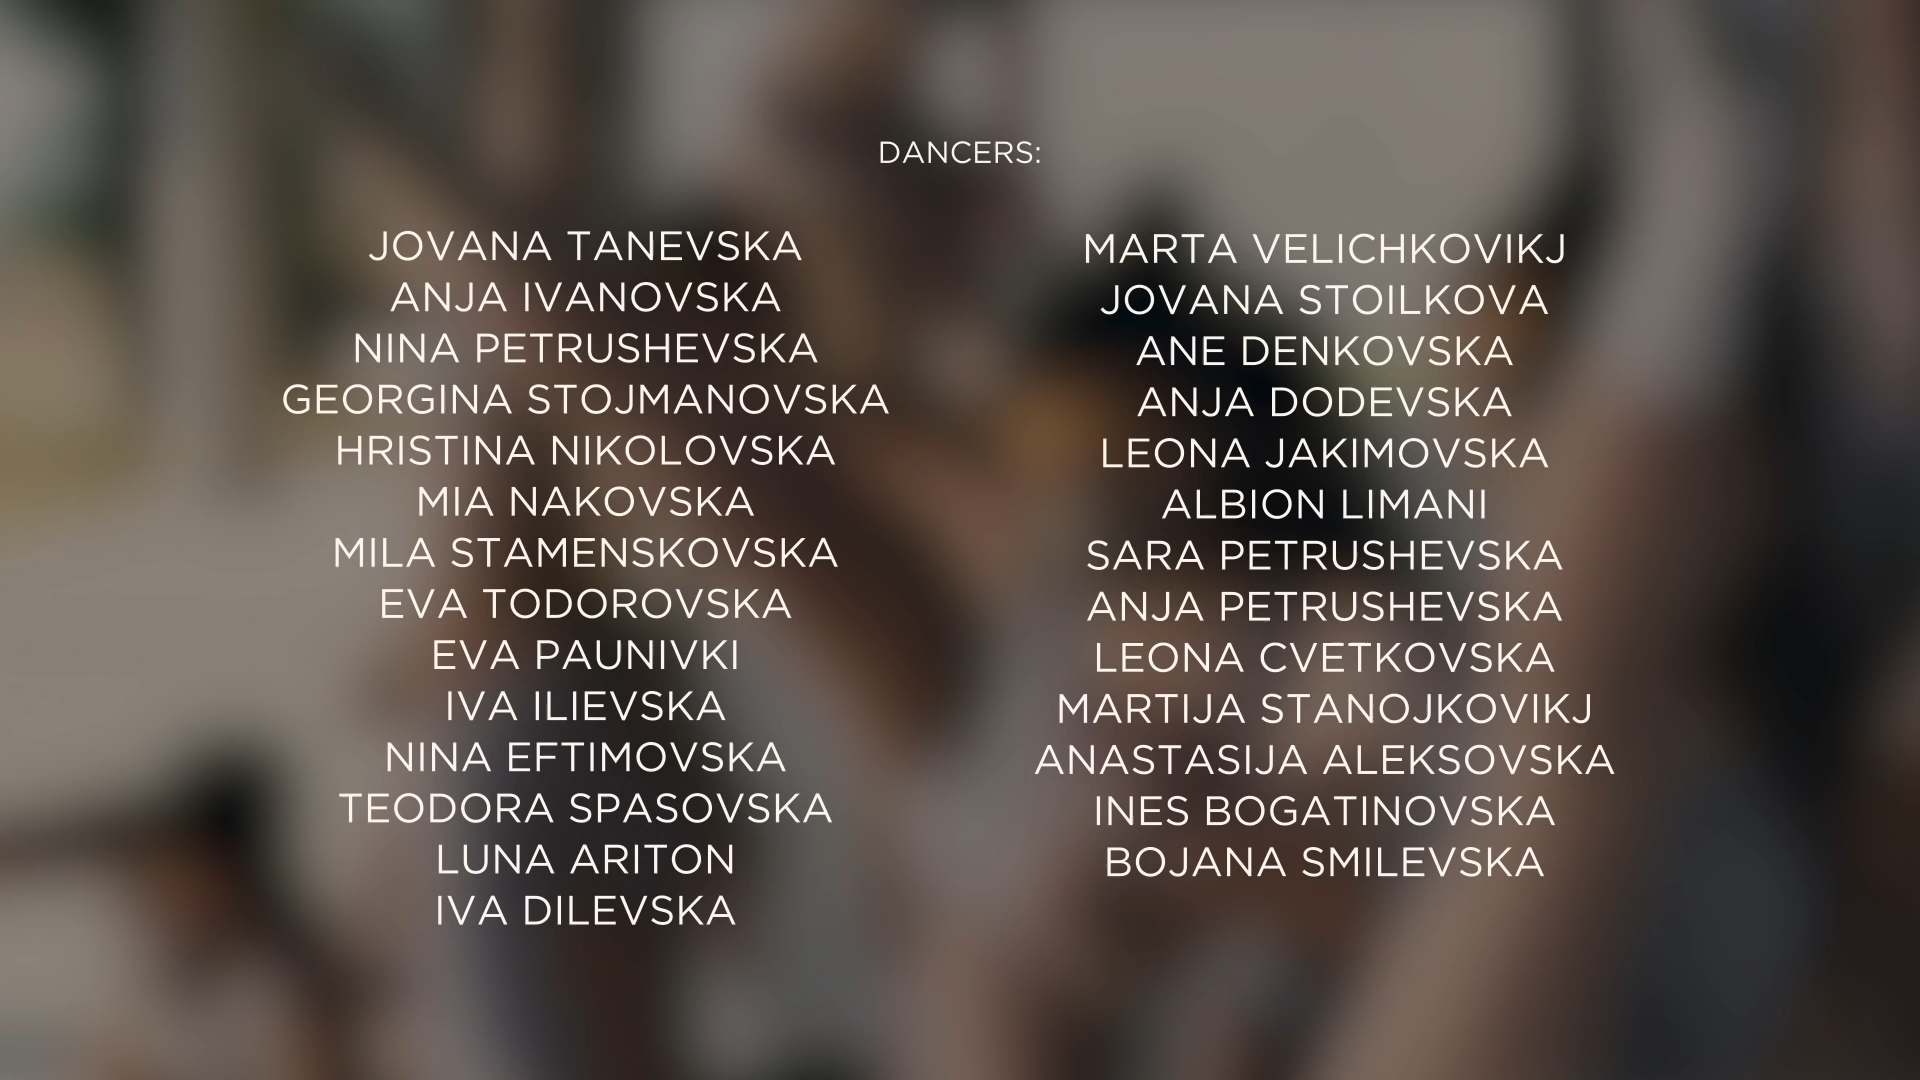 DANCERS:
JOVANA TANEVSKA
ANJA IVANOVSKA
NINA PETRUSHEVSKA
GEORGINA STOJMANOVSKA
HRISTINA NIKOLOVSKA
MIA NAKOVSKA
MILA STAMENSKOVSKA
EVA TODOROVSKA
EVA PAUNIVKI
IVA ILIEVSKA
NINA EFTIMOVSKA
TEODORA SPASOVSKA
LUNA ARITON
IVA DILEVSKA
MARTA VELICHKOVIKJ
JOVANA STOILKOVA
ANE DENKOVSKA
ANJA DODEVSKA
LEONA JAKIMOVSKA
ALBION LIMANI
SARA PETRUSHEVSKA
ANJA PETRUSHEVSKA
LEONA CVETKOVSKA
MARTIJA STANOJKOVIKJ
ANASTASIJA ALEKSOVSKA
INES BOGATINOVSKA
BOJANA SMILEVSKA